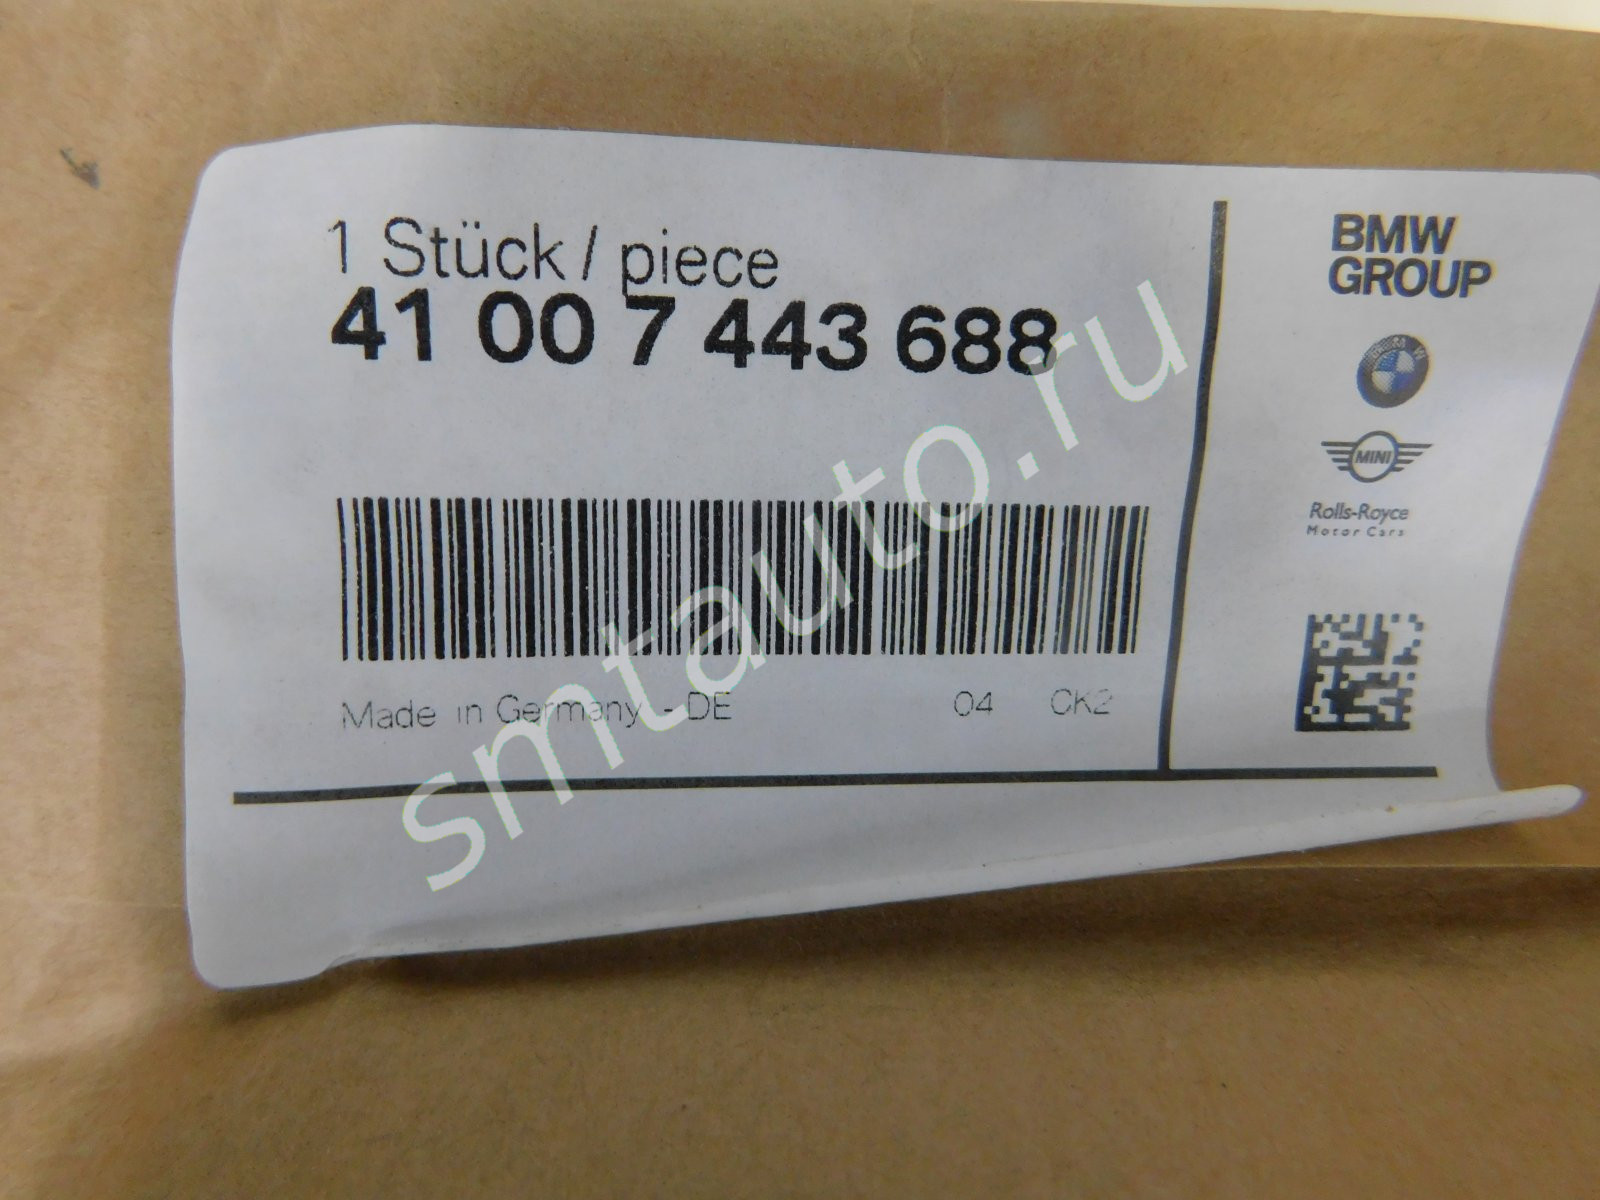 1 Stück / piece
41 00 7 443 688
Made in Germany - DE 04 CK2
BMW
GROUP
BMW
MINI
Rolls-Royce
Motor Cars
smtauto.ru